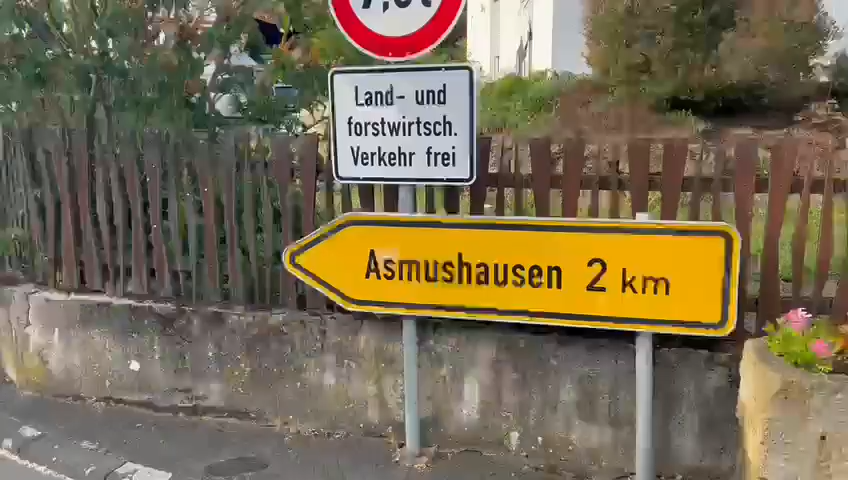 Land- und
forstwirtsch.
Verkehr frei
Asmushausen 2 km